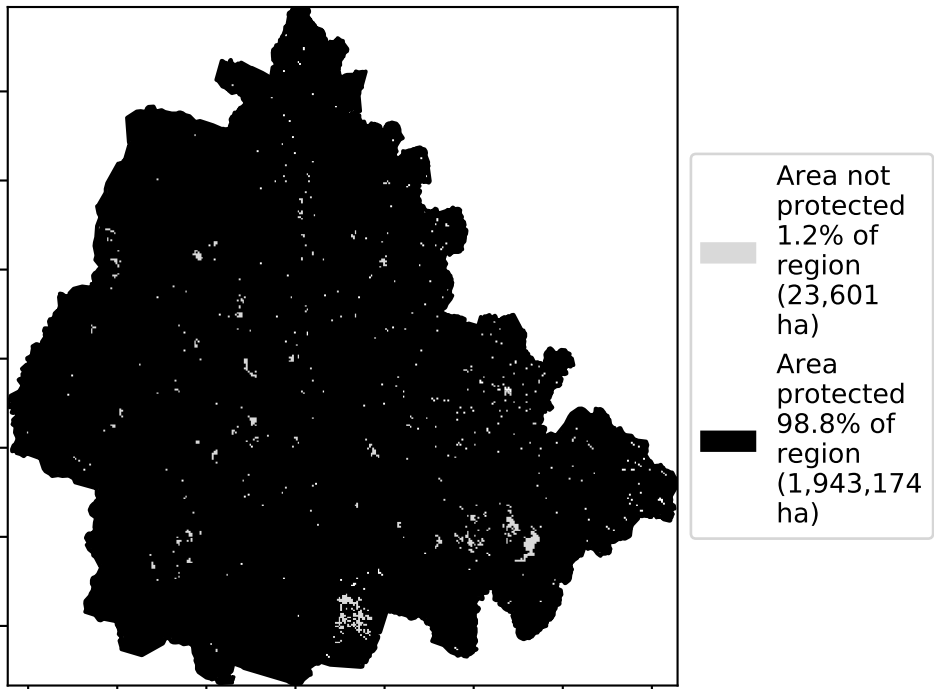 Area not
protected
1.2% of
region
(23,601
ha)
Area
protected
98.8% of
region
(1,943,174
ha)